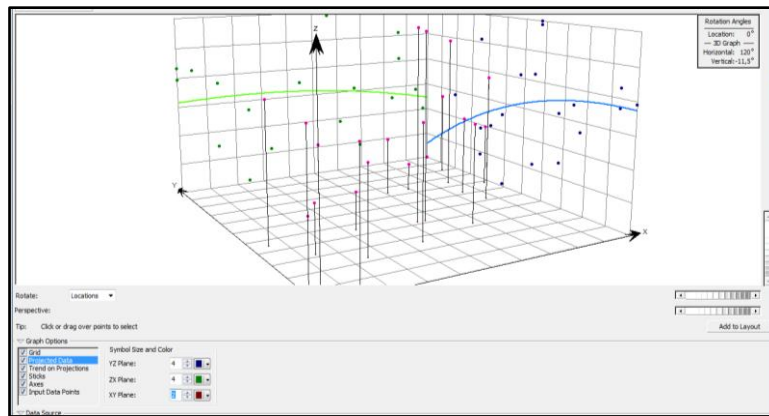 Z
Rotation Angles
Location: 0°
— 3D Graph —
Horizontal: 120°
Vertical:-11,5°
Y
X
Rotate: Locations
Perspective:
Tip: Click or drag over points to select
Add to Layout
Graph Options
Grid
Projected Data
Trend on Projections
Sticks
Axes
Input Data Points
Symbol Size and Color
YZ Plane: 4
ZX Plane: 4
XY Plane:
Data Source